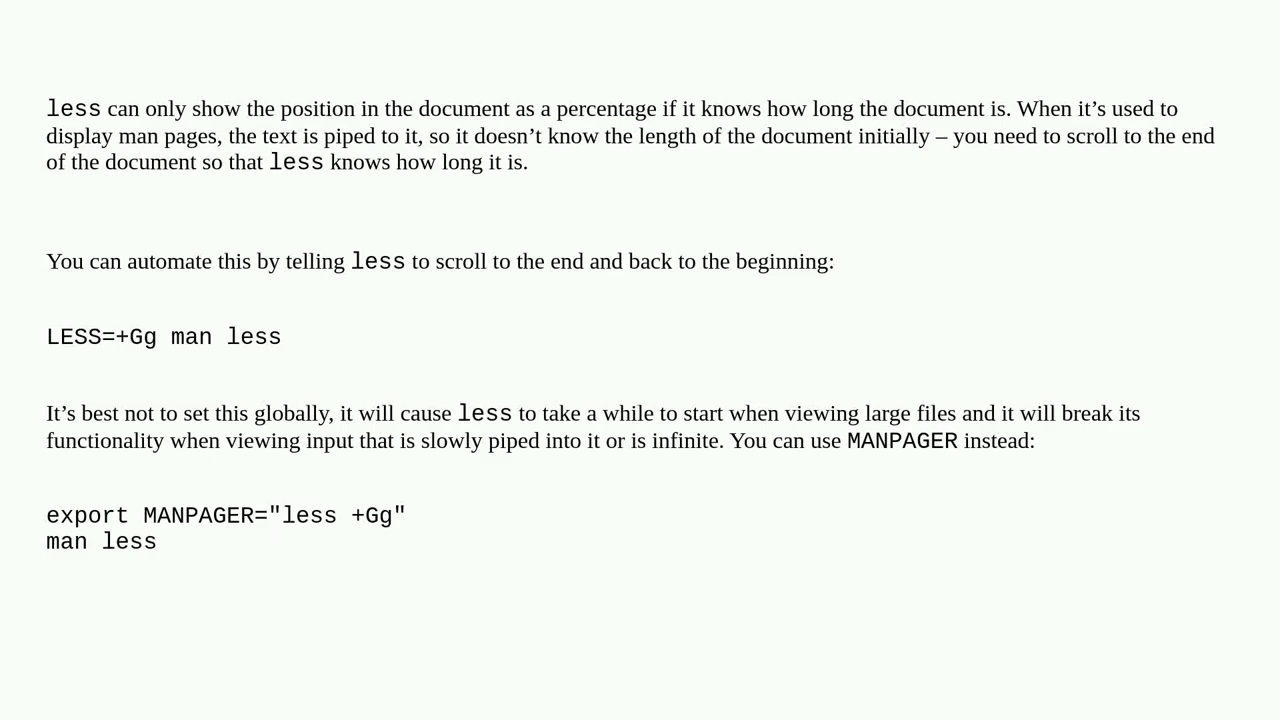 less can only show the position in the document as a percentage if it knows how long the document is. When it’s used to
display man pages, the text is piped to it, so it doesn’t know the length of the document initially – you need to scroll to the end
of the document so that less knows how long it is.
You can automate this by telling less to scroll to the end and back to the beginning:
LESS=+Gg man less
It’s best not to set this globally, it will cause less to take a while to start when viewing large files and it will break its
functionality when viewing input that is slowly piped into it or is infinite. You can use MANPAGER instead:
export MANPAGER="less +Gg"
man less